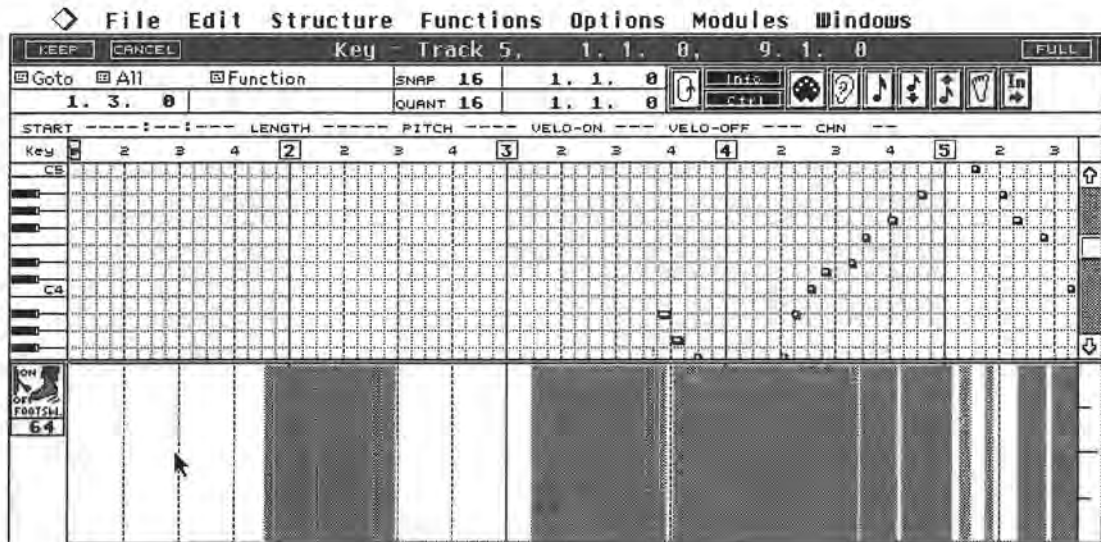 File Edit Structure Functions Options Modules Windows
KEEP CANCEL Key - Track 5, 1. 1. 0, 9. 1. 0 FULL
Goto All Function SNAP 16 1. 1. 0 Info
1. 3. 0 QUANT 16 1. 1. 0 In
START -----:--:---- LENGTH ----- PITCH ----- VELO-ON --- VELO-OFF --- CHN --
Key 2 3 4 2 2 3 4 3 2 3 4 4 2 3 4 5 2 3
C5
C4
ON
OFF
FOOTSW.
64